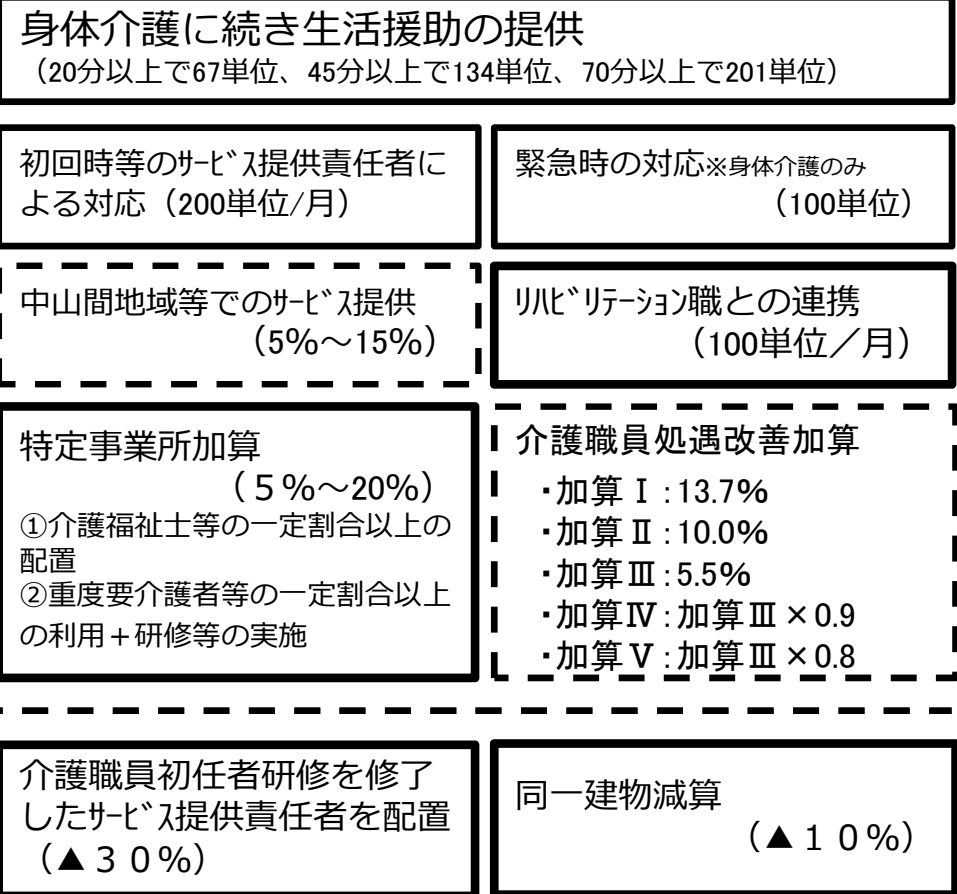 身体介護に続き生活援助の提供
（20分以上で67単位、45分以上で134単位、70分以上で201単位）
初回時等のｻｰﾋﾞｽ提供責任者に
よる対応（200単位/月）
緊急時の対応※身体介護のみ
（100単位）
中山間地域等でのｻｰﾋﾞｽ提供
（5%～15%）
ﾘﾊﾋﾞﾘﾃｰｼｮﾝ職との連携
（100単位／月）
特定事業所加算
（５%～20%）
①介護福祉士等の一定割合以上の
配置
②重度要介護者等の一定割合以上
の利用＋研修等の実施
介護職員処遇改善加算
・加算Ⅰ：13.7%
・加算Ⅱ：10.0%
・加算Ⅲ：5.5%
・加算Ⅳ：加算Ⅲ×0.9
・加算Ⅴ：加算Ⅲ×0.8
介護職員初任者研修を修了
したｻｰﾋﾞｽ提供責任者を配置
（▲３０%）
同一建物減算
（▲１０%）